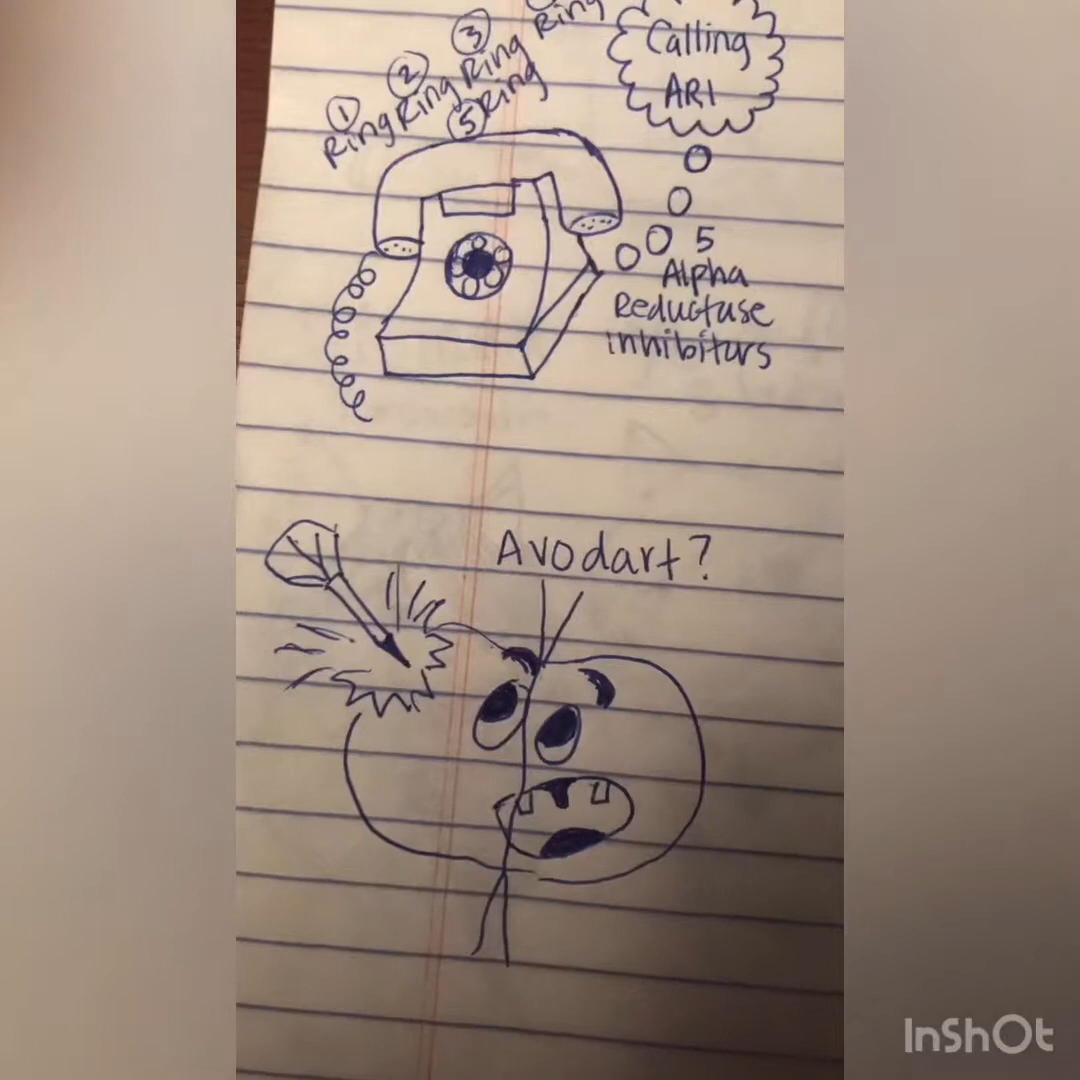 ① ② ③
Ring Ring Ring Ring
⑤ Ring
Calling
ARI
5
Alpha
Reductase
inhibitors
Avodart?
InShOt